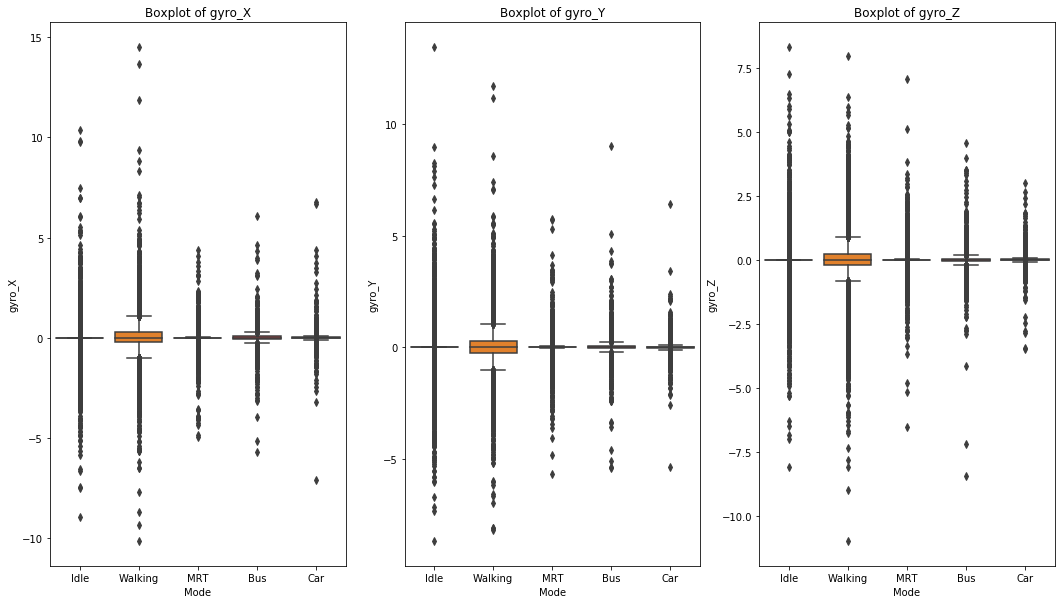 Boxplot of gyro_X
15
10
5
0
−5
−10
gyro_X
Idle Walking MRT Bus Car
Mode
Boxplot of gyro_Y
10
5
0
−5
gyro_Y
Idle Walking MRT Bus Car
Mode
Boxplot of gyro_Z
7.5
5.0
2.5
0.0
−2.5
−5.0
−7.5
−10.0
gyro_Z
Idle Walking MRT Bus Car
Mode